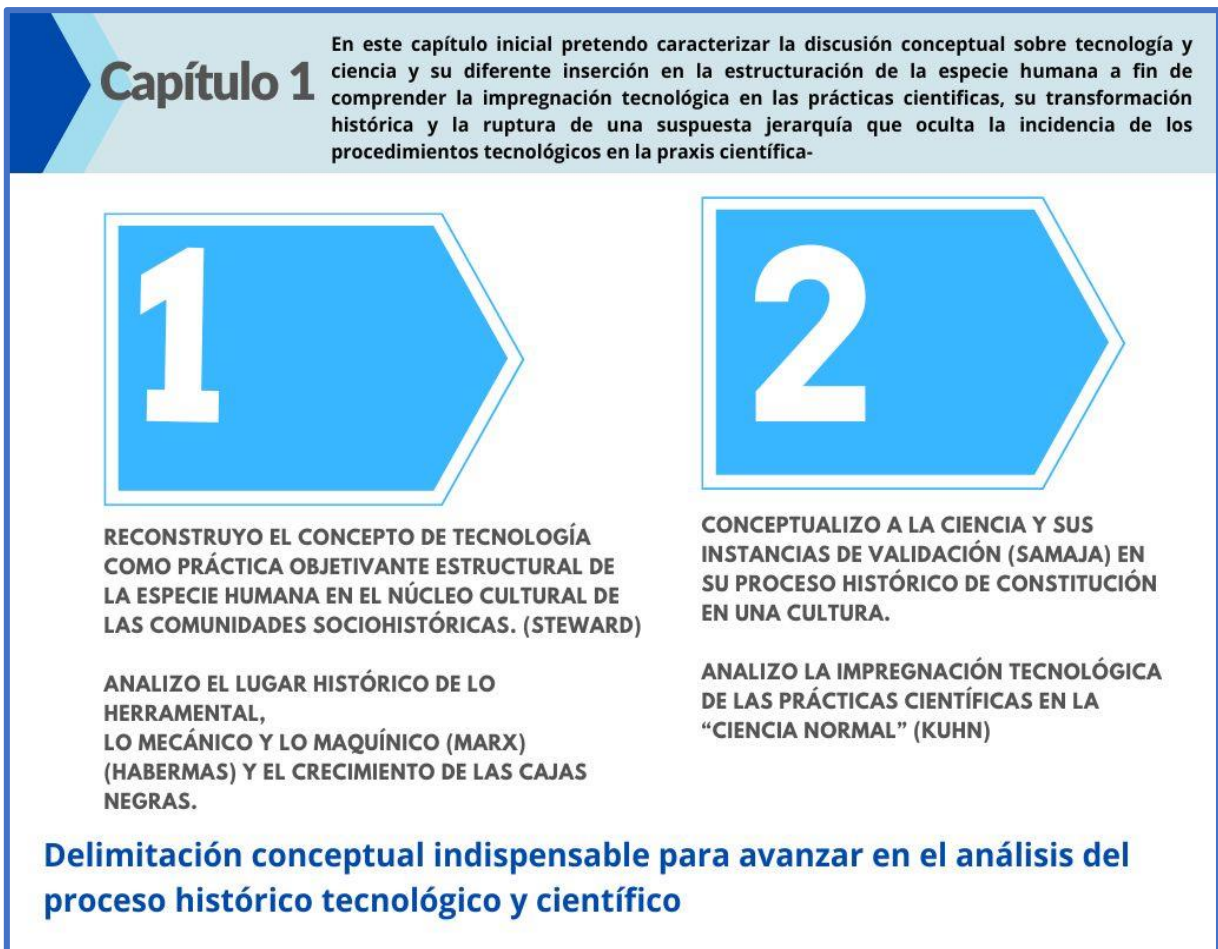 Capítulo 1
En este capítulo inicial pretendo caracterizar la discusión conceptual sobre tecnología y
ciencia y su diferente inserción en la estructuración de la especie humana a fin de
comprender la impregnación tecnológica en las prácticas cientificas, su transformación
histórica y la ruptura de una suspuesta jerarquía que oculta la incidencia de los
procedimientos tecnológicos en la praxis científica-
1
RECONSTRUYO EL CONCEPTO DE TECNOLOGÍA
COMO PRÁCTICA OBJETIVANTE ESTRUCTURAL DE
LA ESPECIE HUMANA EN EL NÚCLEO CULTURAL DE
LAS COMUNIDADES SOCIOHISTÓRICAS. (STEWARD)
ANALIZO EL LUGAR HISTÓRICO DE LO
HERRAMENTAL,
LO MECÁNICO Y LO MAQUÍNICO (MARX)
(HABERMAS) Y EL CRECIMIENTO DE LAS CAJAS
NEGRAS.
2
CONCEPTUALIZO A LA CIENCIA Y SUS
INSTANCIAS DE VALIDACIÓN (SAMAJA) EN
SU PROCESO HISTÓRICO DE CONSTITUCIÓN
EN UNA CULTURA.
ANALIZO LA IMPREGNACIÓN TECNOLÓGICA
DE LAS PRÁCTICAS CIENTÍFICAS EN LA
“CIENCIA NORMAL” (KUHN)
Delimitación conceptual indispensable para avanzar en el análisis del
proceso histórico tecnológico y científico